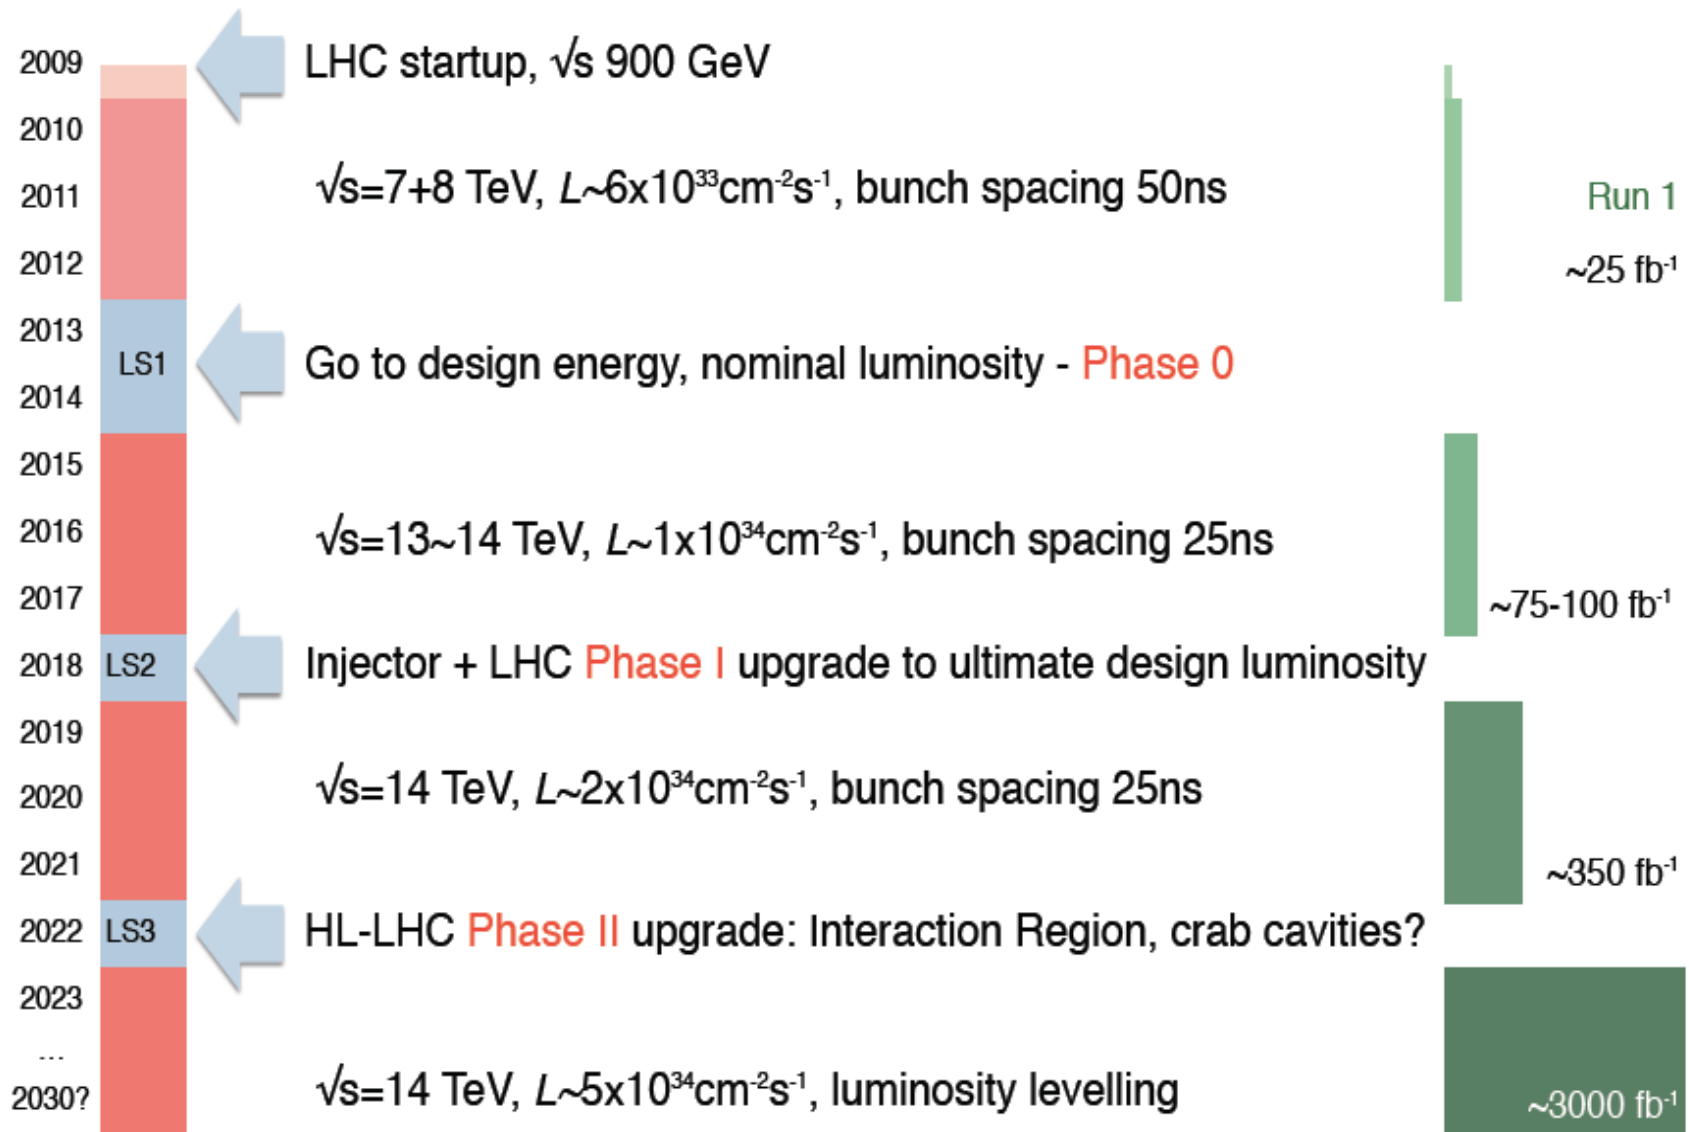 2009 LHC startup, √s 900 GeV
2010
√s=7+8 TeV, L~6x10³³cm⁻²s⁻¹, bunch spacing 50ns
2011 Run 1
2012 ~25 fb⁻¹
2013
LS1 Go to design energy, nominal luminosity - Phase 0
2014
2015
2016 √s=13~14 TeV, L~1x10³⁴cm⁻²s⁻¹, bunch spacing 25ns
2017 ~75-100 fb⁻¹
2018 LS2 Injector + LHC Phase I upgrade to ultimate design luminosity
2019
2020 √s=14 TeV, L~2x10³⁴cm⁻²s⁻¹, bunch spacing 25ns
2021 ~350 fb⁻¹
2022 LS3 HL-LHC Phase II upgrade: Interaction Region, crab cavities?
2023
...
2030? √s=14 TeV, L~5x10³⁴cm⁻²s⁻¹, luminosity levelling ~3000 fb⁻¹